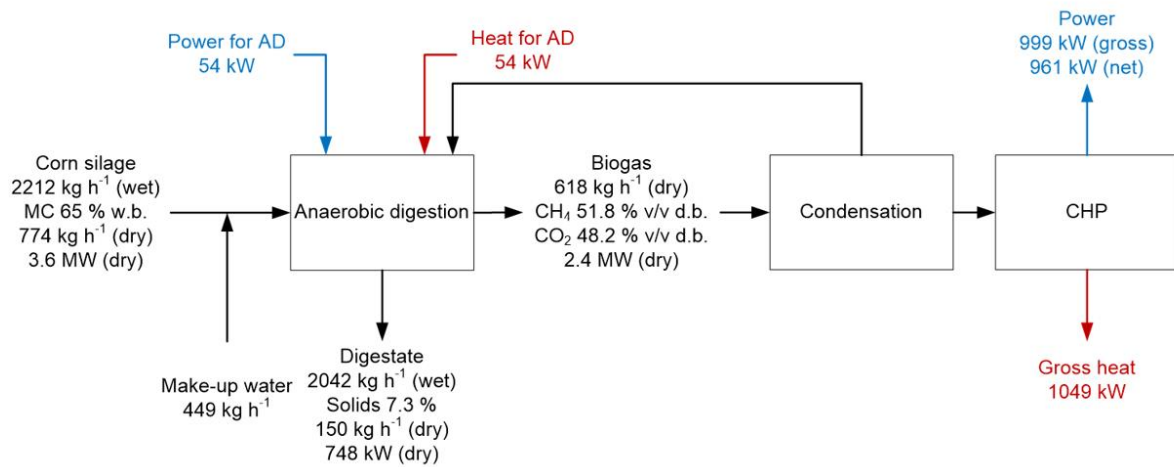 Power for AD
54 kW
Heat for AD
54 kW
Power
999 kW (gross)
961 kW (net)
Corn silage
2212 kg h⁻¹ (wet)
MC 65 % w.b.
774 kg h⁻¹ (dry)
3.6 MW (dry)
Anaerobic digestion
Biogas
618 kg h⁻¹ (dry)
CH₄ 51.8 % v/v d.b.
CO₂ 48.2 % v/v d.b.
2.4 MW (dry)
Condensation
CHP
Make-up water
449 kg h⁻¹
Digestate
2042 kg h⁻¹ (wet)
Solids 7.3 %
150 kg h⁻¹ (dry)
748 kW (dry)
Gross heat
1049 kW